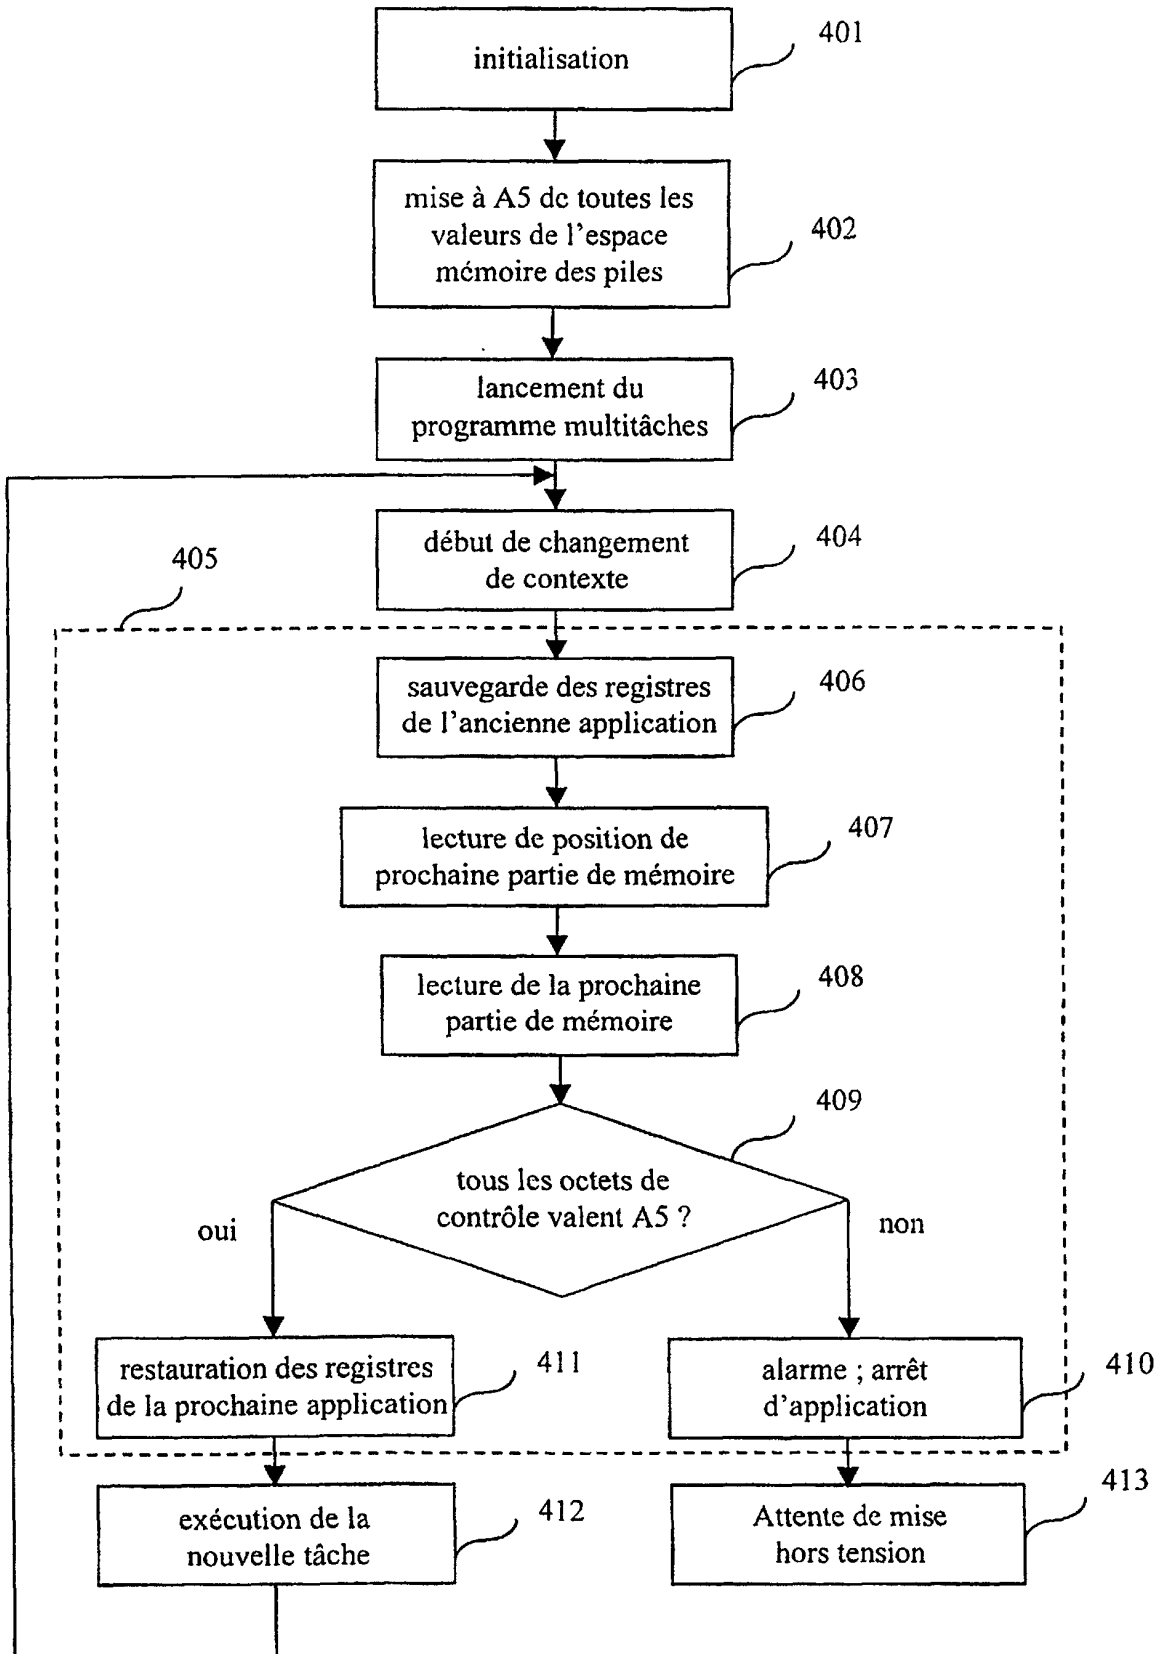 initialisation
401
mise à A5 de toutes les
valeurs de l'espace
mémoire des piles
402
lancement du
programme multitâches
403
début de changement
de contexte
404
405
sauvegarde des registres
de l'ancienne application
406
lecture de position de
prochaine partie de mémoire
407
lecture de la prochaine
partie de mémoire
408
409
tous les octets de
contrôle valent A5 ?
oui
non
restauration des registres
de la prochaine application
411
alarme ; arrêt
d'application
410
exécution de la
nouvelle tâche
412
Attente de mise
hors tension
413